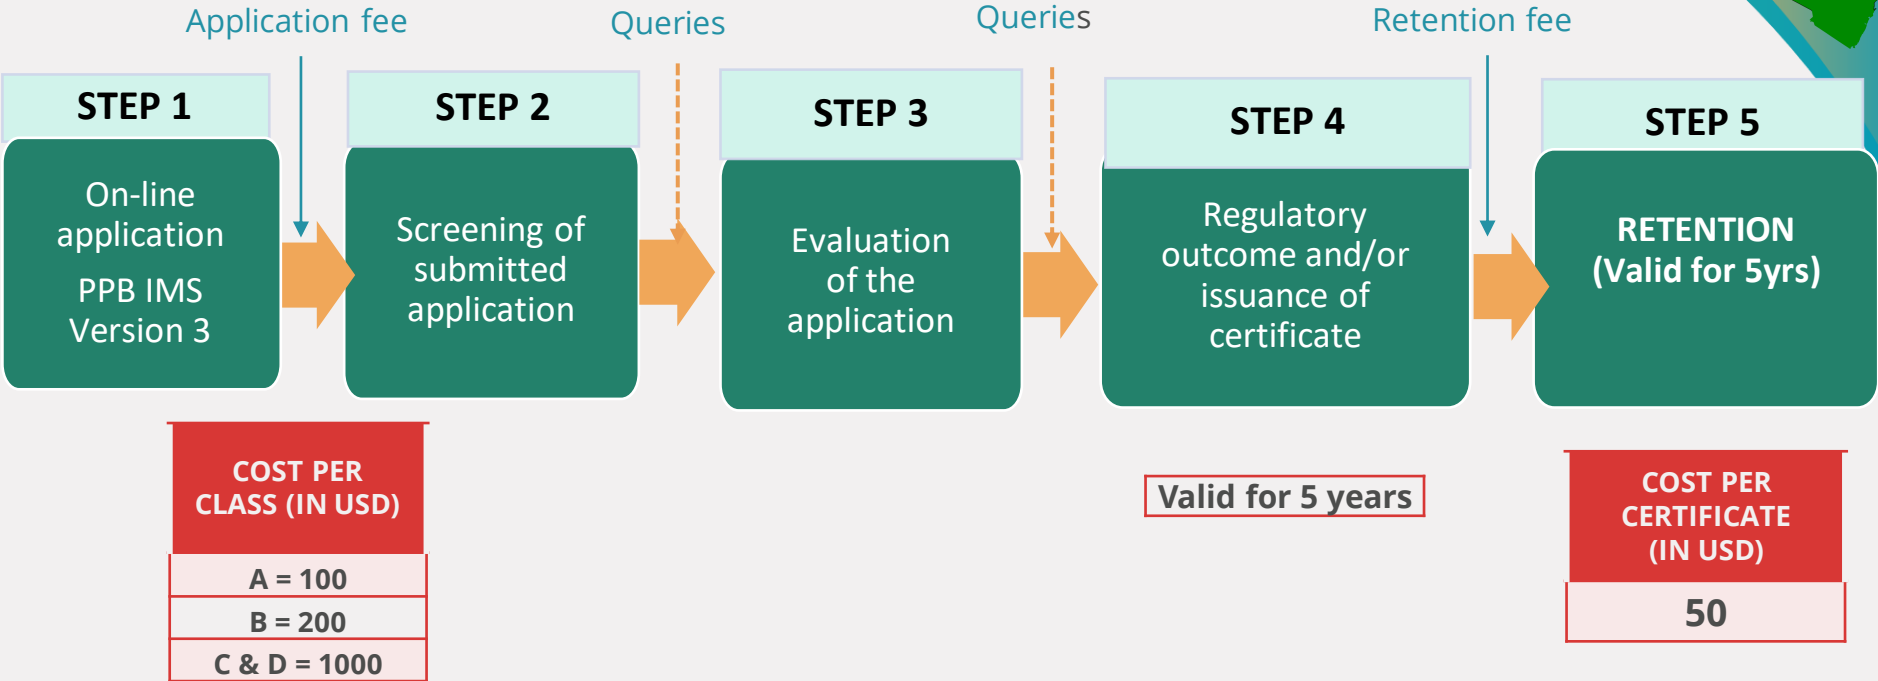 Application fee
Queries
Queries
Retention fee
STEP 1
On-line
application
PPB IMS
Version 3
STEP 2
Screening of
submitted
application
STEP 3
Evaluation
of the
application
STEP 4
Regulatory
outcome and/or
issuance of
certificate
STEP 5
RETENTION
(Valid for 5yrs)
COST PER
CLASS (IN USD)
A = 100
B = 200
C & D = 1000
Valid for 5 years
COST PER
CERTIFICATE
(IN USD)
50